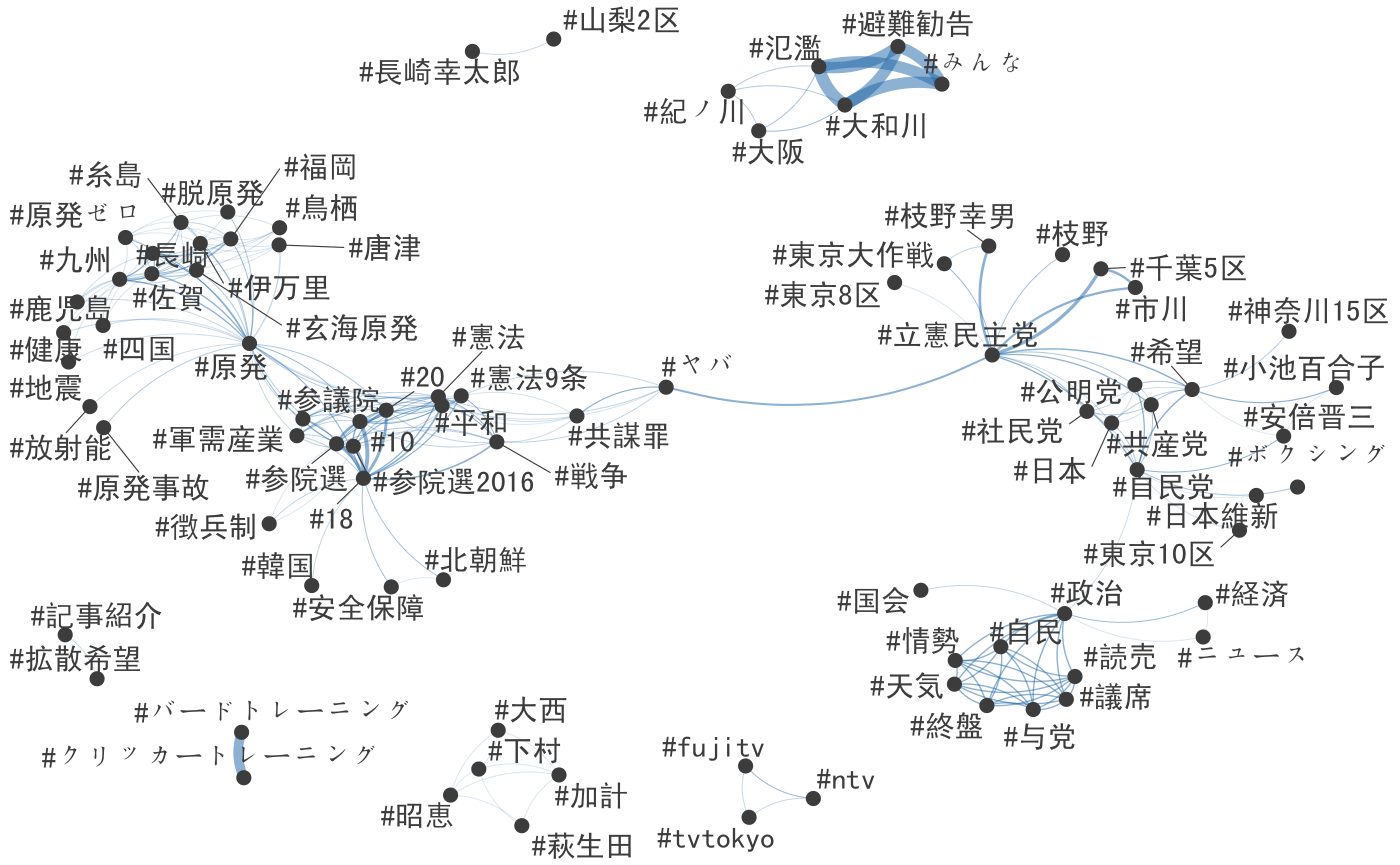 #山梨2区
#長崎幸太郎
#避難勧告
#氾濫
#みんな
#紀ノ川
#大和川
#大阪
#糸島
#福岡
#脱原発
#原発ゼロ
#鳥栖
#長崎
#唐津
#九州
#佐賀
#伊万里
#鹿児島
#玄海原発
#健康
#四国
#原発
#地震
#放射能
#原発事故
#憲法
#20
#憲法9条
#参議院
#平和
#軍需産業
#10
#共謀罪
#ヤバ
#参院選
#参院選2016
#戦争
#18
#徴兵制
#韓国
#北朝鮮
#安全保障
#枝野幸男
#枝野
#東京大作戦
#千葉5区
#東京8区
#市川
#神奈川15区
#立憲民主党
#希望
#小池百合子
#公明党
#安倍晋三
#社民党
#共産党
#ボクシング
#日本
#自民党
#日本維新
#東京10区
#国会
#政治
#経済
#情勢
#自民
#読売
#ニュース
#天気
#議席
#終盤
#与党
#記事紹介
#拡散希望
#バードトレーニング
#クリッカートレーニング
#大西
#下村
#加計
#昭恵
#萩生田
#fujitv
#ntv
#tvtokyo